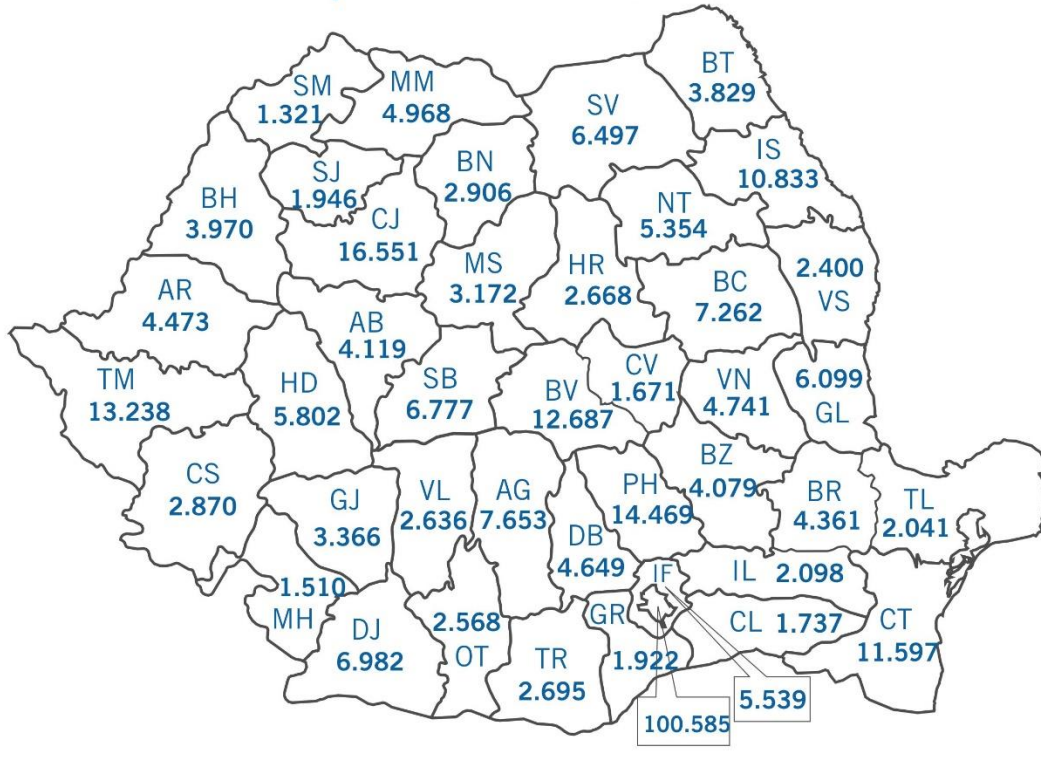 BT
3.829
SM
1.321
MM
4.968
SV
6.497
IS
10.833
SJ
1.946
BN
2.906
BH
3.970
CJ
16.551
NT
5.354
MS
3.172
HR
2.668
BC
7.262
2.400
VS
AR
4.473
AB
4.119
TM
13.238
HD
5.802
SB
6.777
BV
12.687
CV
1.671
VN
4.741
6.099
GL
CS
2.870
GJ
3.366
VL
2.636
AG
7.653
PH
14.469
BZ
4.079
BR
4.361
TL
2.041
DB
4.649
IF
IL 2.098
1.510
MH
DJ
6.982
2.568
OT
TR
2.695
GR
1.922
CL 1.737
CT
11.597
5.539
100.585